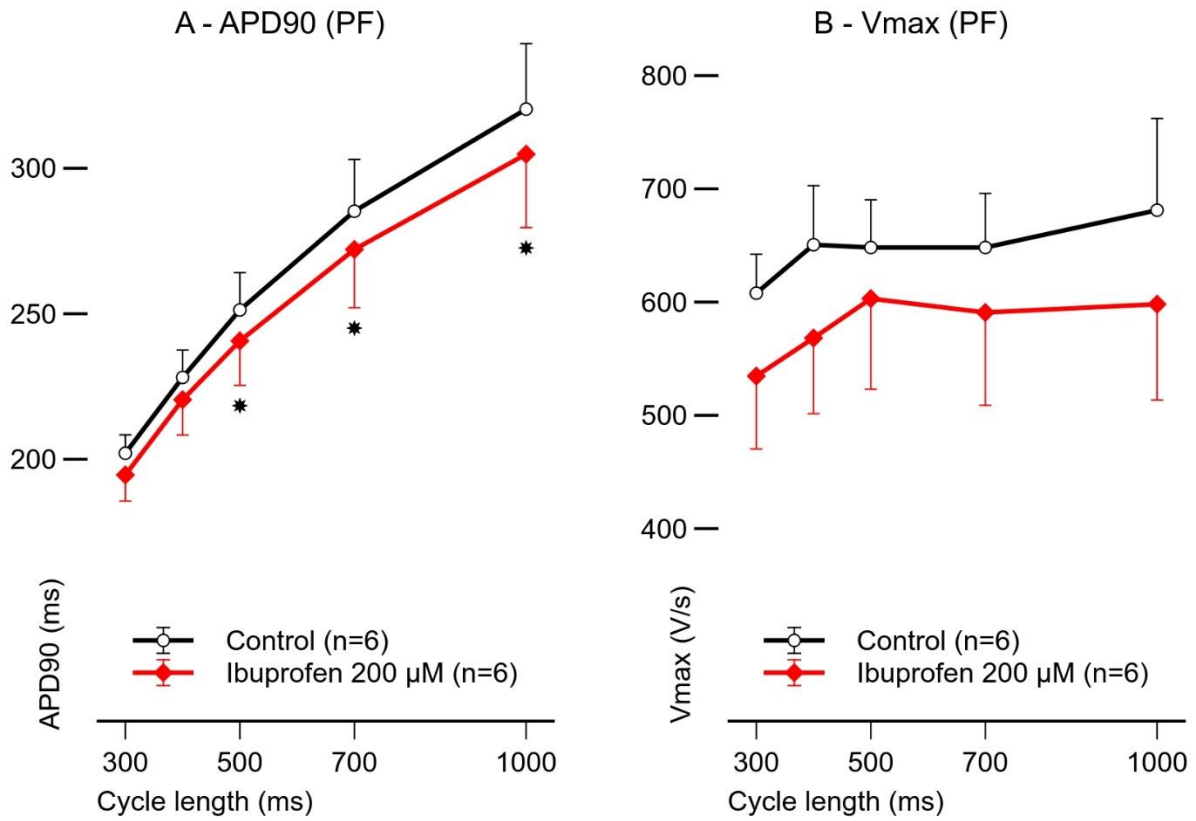 A - APD90 (PF)
300
250
200
APD90 (ms)
Control (n=6)
Ibuprofen 200 µM (n=6)
300 500 700 1000
Cycle length (ms)
B - Vmax (PF)
800
700
600
500
400
Vmax (V/s)
Control (n=6)
Ibuprofen 200 µM (n=6)
300 500 700 1000
Cycle length (ms)